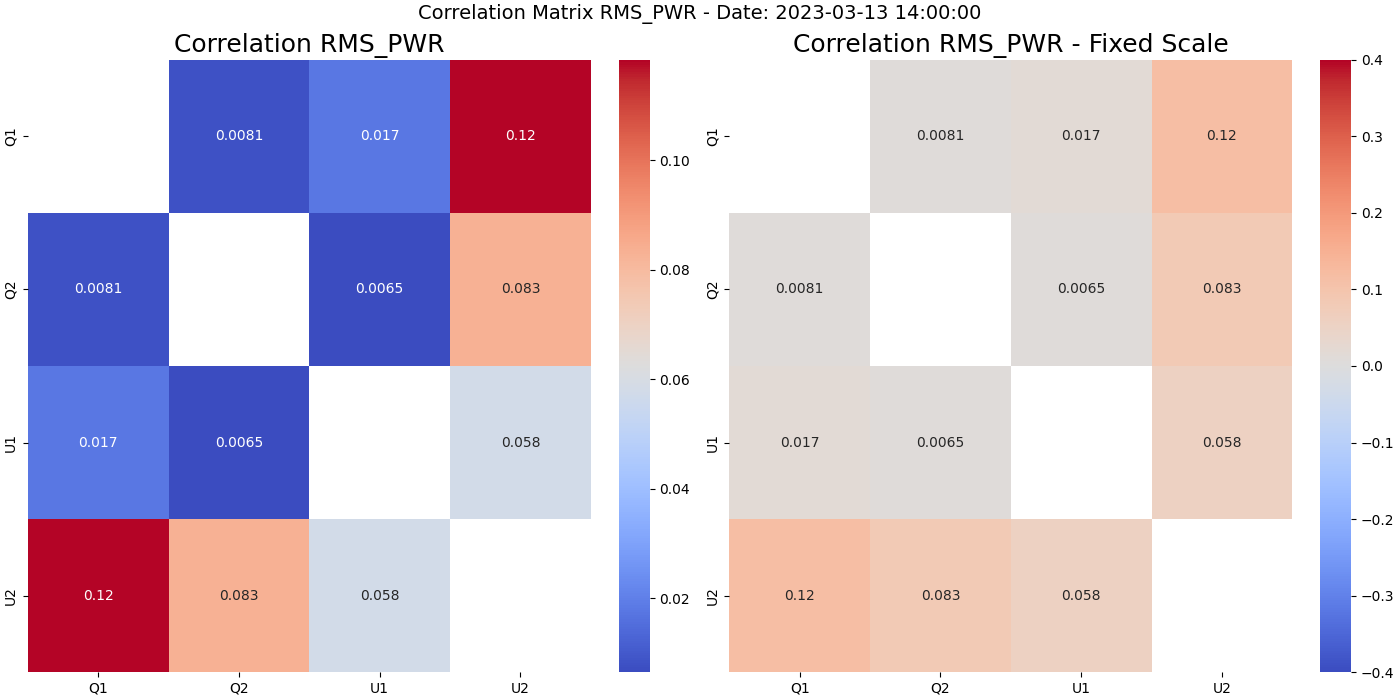 Correlation Matrix RMS_PWR - Date: 2023-03-13 14:00:00
Correlation RMS_PWR
Q1
0.0081
0.017
0.12
Q2
0.0081
0.0065
0.083
U1
0.017
0.0065
0.058
U2
0.12
0.083
0.058
Q1
Q2
U1
U2
0.10
0.08
0.06
0.04
0.02
Correlation RMS_PWR - Fixed Scale
Q1
0.0081
0.017
0.12
Q2
0.0081
0.0065
0.083
U1
0.017
0.0065
0.058
U2
0.12
0.083
0.058
Q1
Q2
U1
U2
0.4
0.3
0.2
0.1
0.0
−0.1
−0.2
−0.3
−0.4